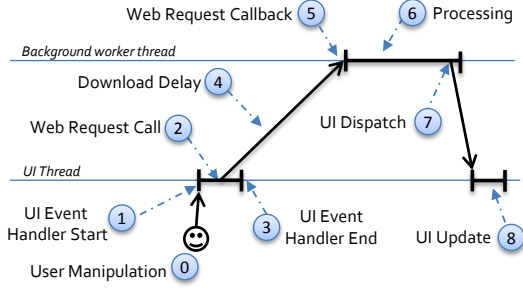 Web Request Callback 5
6 Processing
Background worker thread
Download Delay 4
Web Request Call 2
UI Dispatch 7
UI Thread
UI Event
Handler Start 1
3 UI Event
Handler End
UI Update 8
User Manipulation 0